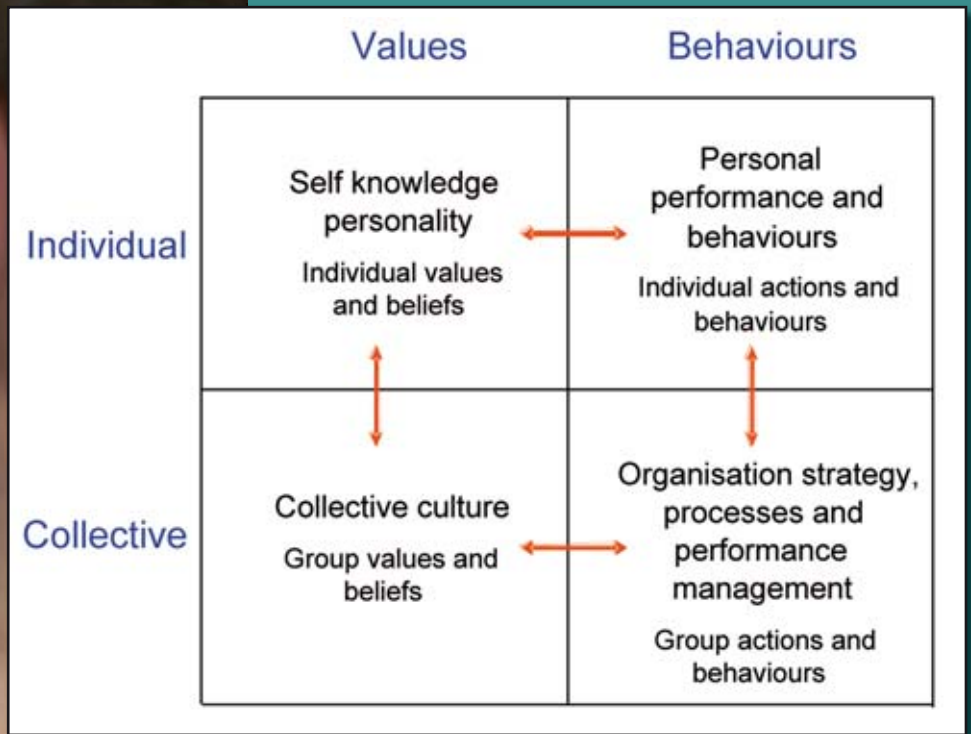 Values
Behaviours
Individual
Self knowledge
personality
Individual values
and beliefs
Personal
performance and
behaviours
Individual actions and
behaviours
Collective
Collective culture
Group values and
beliefs
Organisation strategy,
processes and
performance
management
Group actions and
behaviours